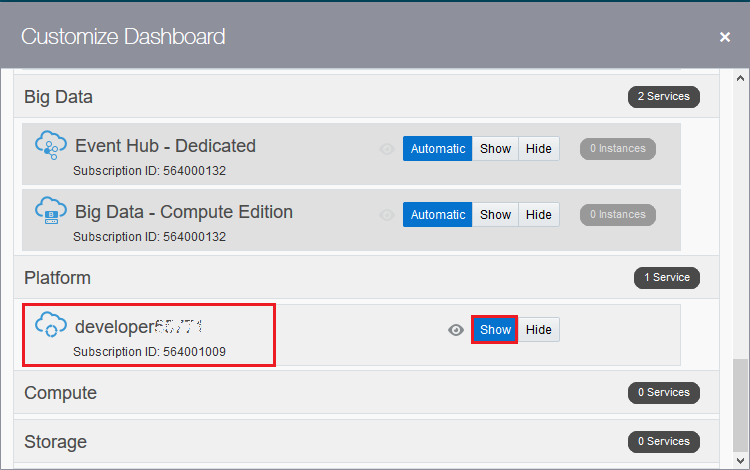 Customize Dashboard
Big Data
2 Services
Event Hub - Dedicated
Automatic Show Hide
0 Instances
Subscription ID: 564000132
Big Data - Compute Edition
Automatic Show Hide
0 Instances
Subscription ID: 564000132
Platform
1 Service
Show Hide
Subscription ID: 564001009
Compute
0 Services
Storage
0 Services